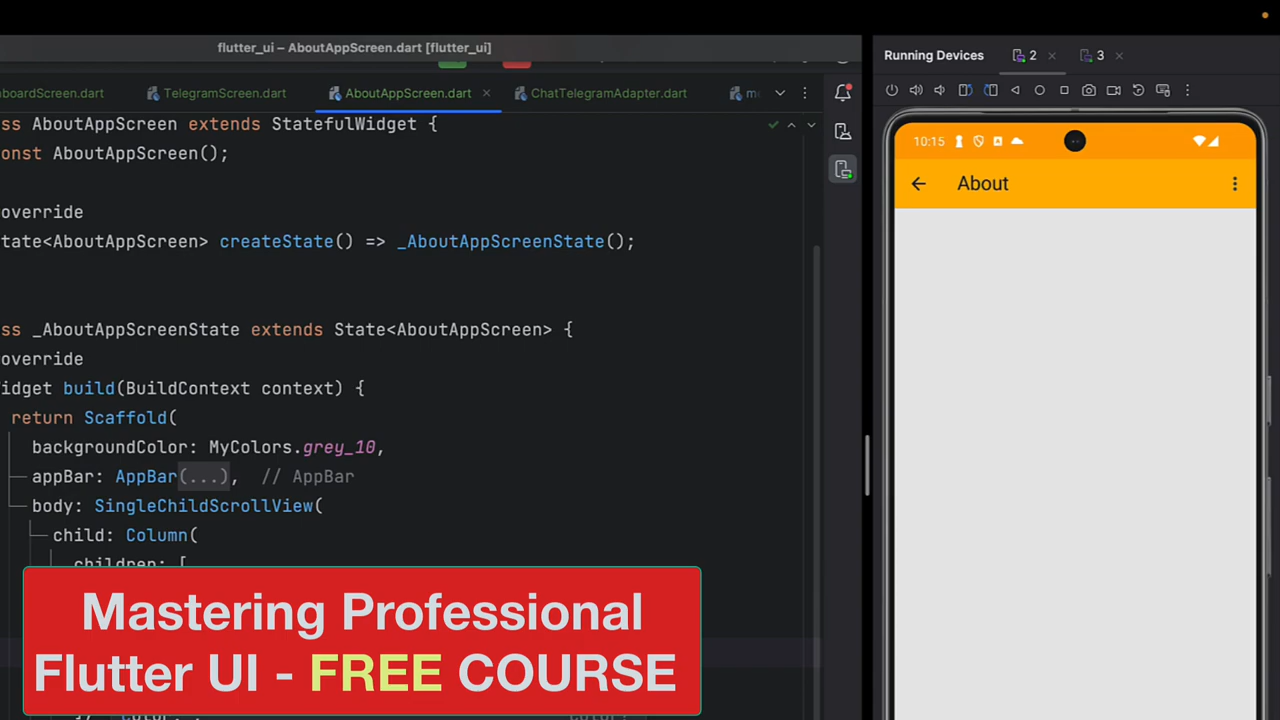 flutter_ui – AboutAppScreen.dart [flutter_ui]
Running Devices
2
3
boardScreen.dart
TelegramScreen.dart
AboutAppScreen.dart
ChatTelegramAdapter.dart
ss AboutAppScreen extends StatefulWidget {
onst AboutAppScreen();
override
tate<AboutAppScreen> createState() => _AboutAppScreenState();
ss _AboutAppScreenState extends State<AboutAppScreen> {
override
idget build(BuildContext context) {
return Scaffold(
backgroundColor: MyColors.grey_10,
appBar: AppBar(...), // AppBar
body: SingleChildScrollView(
child: Column(
children: [
Mastering Professional
Flutter UI - FREE COURSE
10:15
About